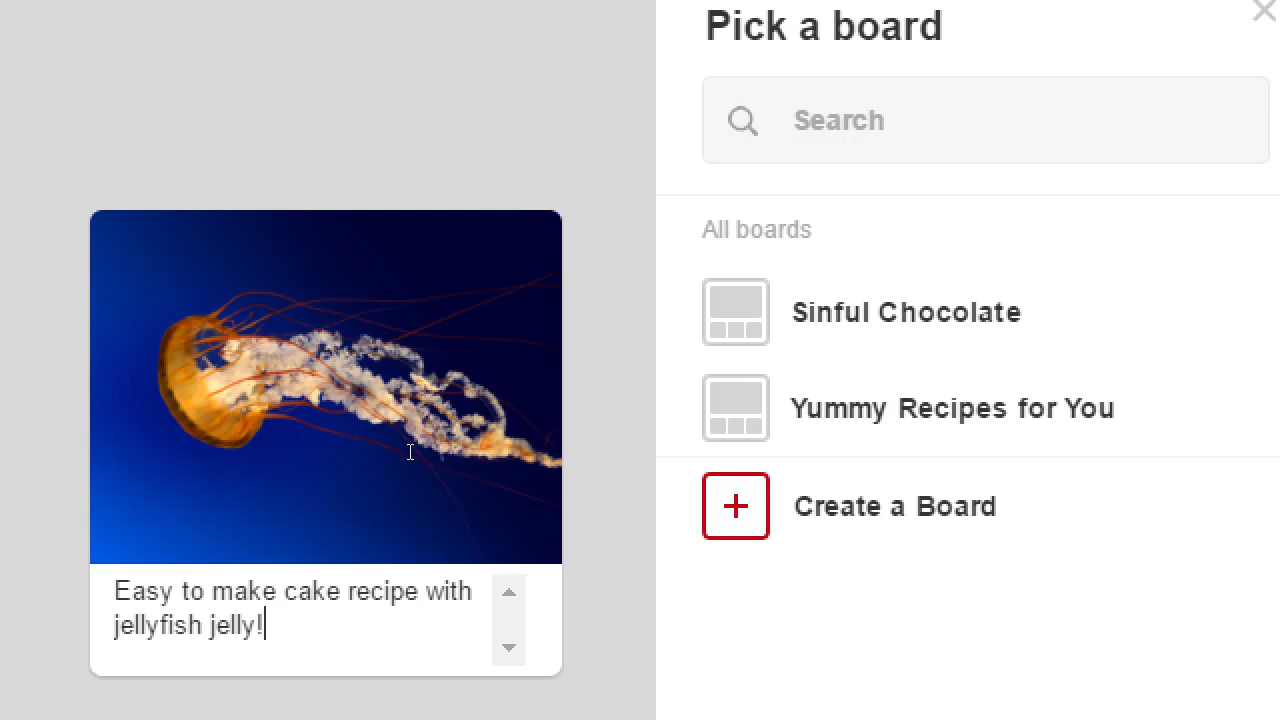 Pick a board
Search
All boards
Sinful Chocolate
Yummy Recipes for You
Create a Board
Easy to make cake recipe with
jellyfish jelly!